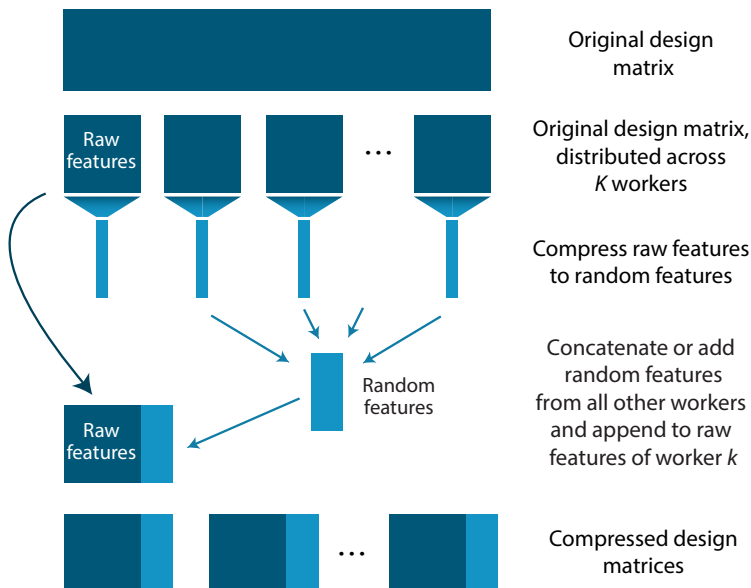 Original design
matrix
Raw
features
...
Original design matrix,
distributed across
K workers
Compress raw features
to random features
Random
features
Concatenate or add
random features
from all other workers
and append to raw
features of worker k
Raw
features
...
Compressed design
matrices